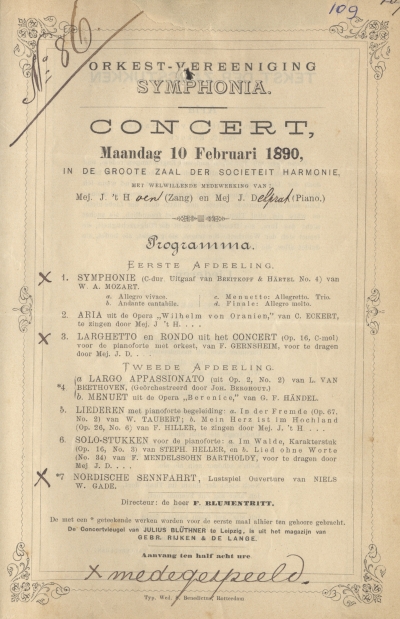 109
No. 80.
ORKEST-VEREENIGING
SYMPHONIA.
CONCERT,
Maandag 10 Februari 1890,
IN DE GROOTE ZAAL DER SOCIETEIT HARMONIE,
MET WELWILLENDE MEDEWERKING VAN
Mej. J. 't Hoen (Zang) en Mej J. Delprat (Piano.)
Programma.
EERSTE AFDEELING.
x 1. SYMPHONIE (C-dur Uitgaaf van BREITKOFF & HÄRTEL No. 4) van
W. A. MOZART.
a. Allegro vivace. c. Menuetto: Allegretto. Trio.
b. Andante cantabile. d. Finale: Allegro molto.
2. ARIA uit de Opera „Wilhelm von Oranien," van C. ECKERT,
te zingen door Mej. J 't H. . . .
x 3. LARGHETTO en RONDO uit het CONCERT (Op. 16, C-mol)
voor de pianoforte met orkest, van F. GERNSHEIM, voor te dragen
door Mej. J. D. . . .
TWEEDE AFDEELING.
*4 a LARGO APPASSIONATO (uit Op. 2, No. 2) van L. VAN
BEETHOVEN, (Georkestreerd door Joh. BERGHOUT.)
b. MENUET uit de Opera „Berenice," van G. F. HÄNDEL.
5. LIEDEREN met pianoforte begeleiding: a. In der Fremde (Op. 67,
No. 2) van W. TAUBERT; b. Mein Herz ist im Hochland
(Op. 26, No. 6) van F. HILLER, te zingen door Mej. J. 't H . . .
6. SOLO-STUKKEN voor de pianoforte: a. Im Walde, Karakterstuk
(Op. 16, No. 3) van STEPH HELLER, en b. Lied ohne Worte
(No. 34) van F. MENDELSSOHN BARTHOLDY, voor te dragen door
Mej J. D. . . .
x *7 NORDISCHE SENNFAHRT, Lustspiel Ouverture van NIELS
W. GADE.
Directeur: de heer F. BLUMENTRITT.
De met een * geteekende werken worden voor de eerste maal alhier ten gehoore gebracht.
De Concertvleugel van JULIUS BLÜTHNER te Leipzig, is uit het magazijn van
GEBR. RIJKEN & DE LANGE.
Aanvang ten half acht ure
x medegespeeld.
Typ. Wed. Benedictus, Rotterdam